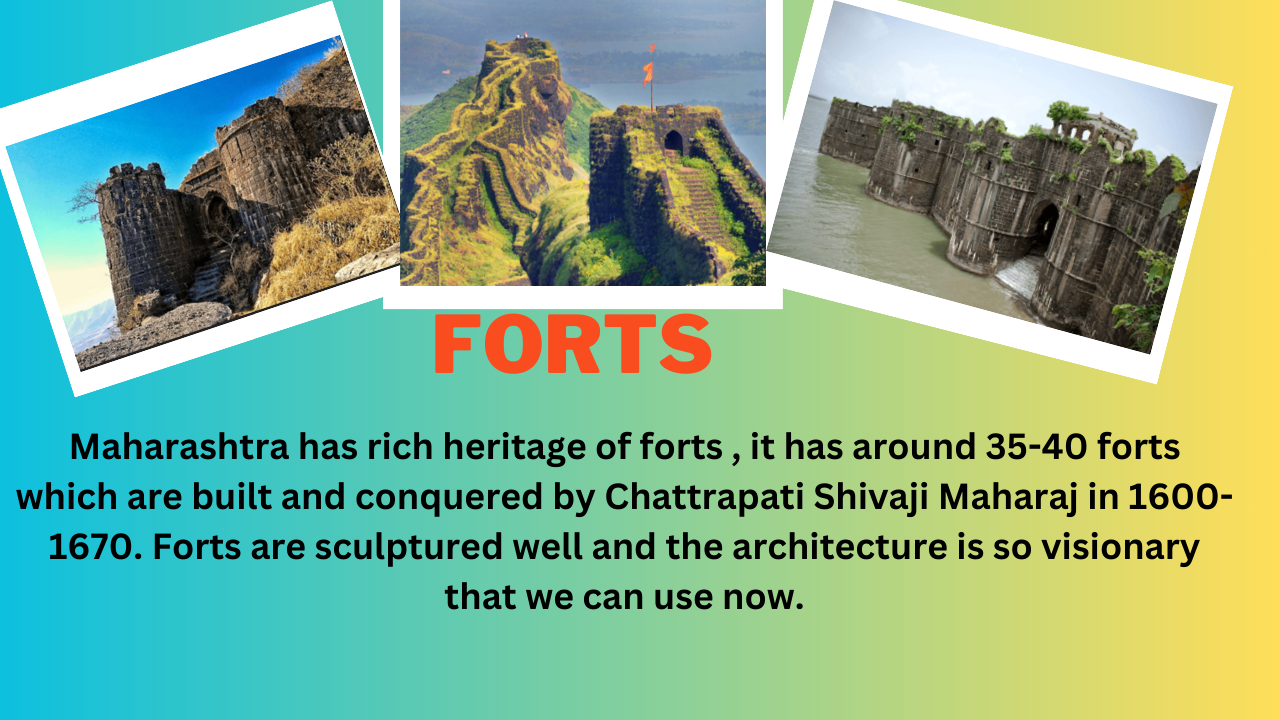 FORTS
Maharashtra has rich heritage of forts , it has around 35-40 forts
which are built and conquered by Chattrapati Shivaji Maharaj in 1600-
1670. Forts are sculptured well and the architecture is so visionary
that we can use now.